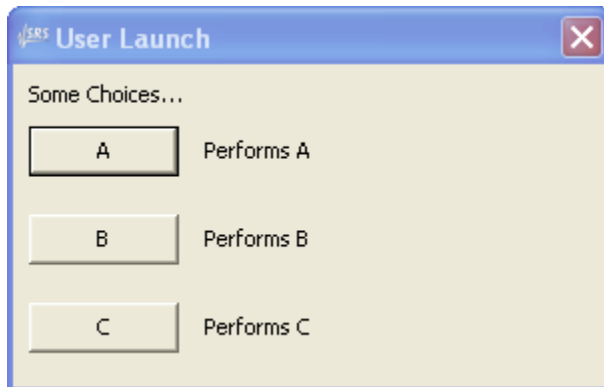 SRS User Launch
Some Choices...
A Performs A
B Performs B
C Performs C